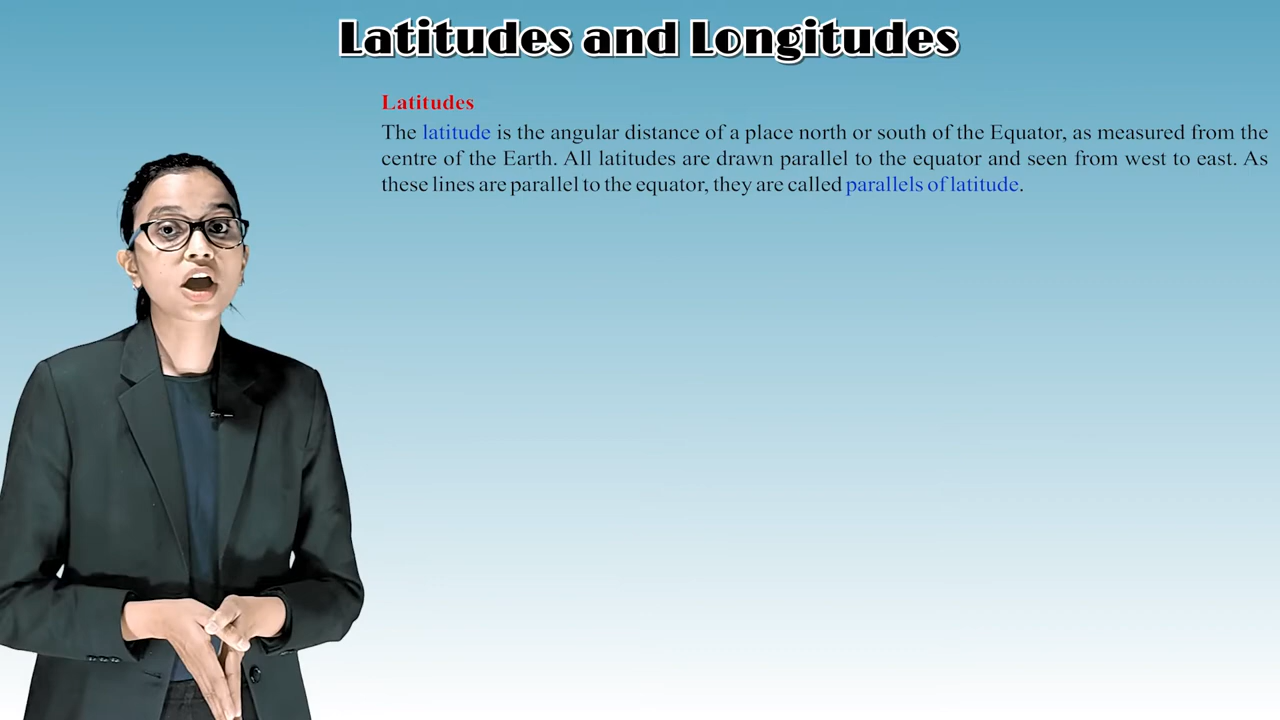 Latitudes and Longitudes
Latitudes
The latitude is the angular distance of a place north or south of the Equator, as measured from the
centre of the Earth. All latitudes are drawn parallel to the equator and seen from west to east. As
these lines are parallel to the equator, they are called parallels of latitude.